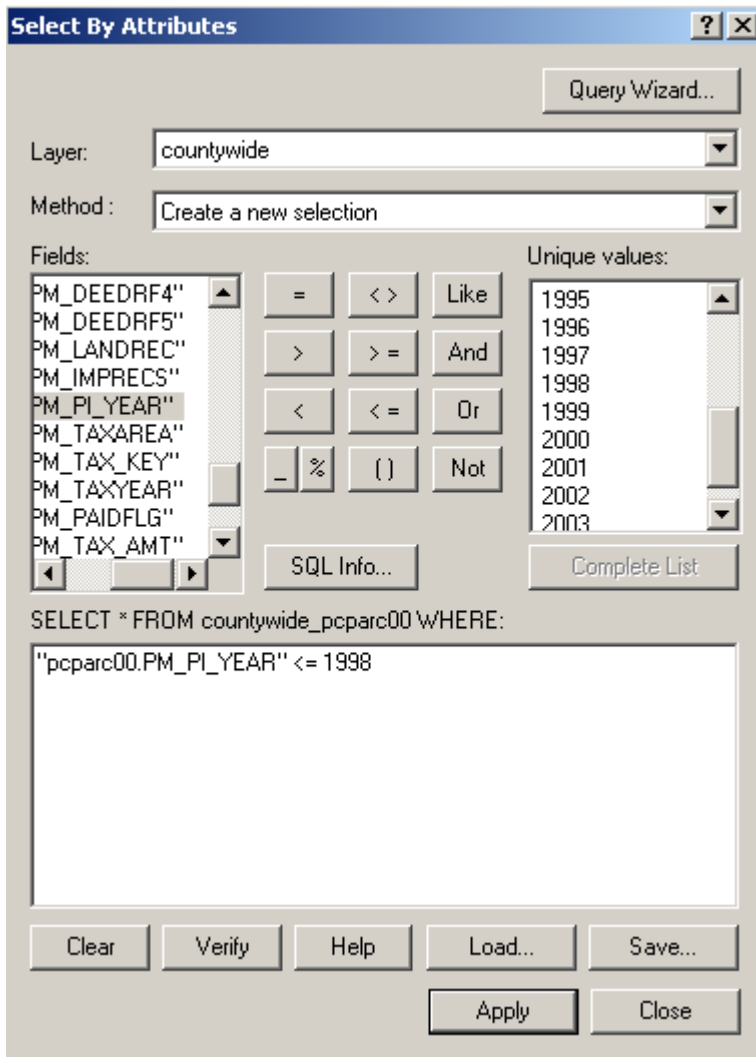 Select By Attributes
Query Wizard...
Layer: countywide
Method : Create a new selection
Fields:
PM_DEEDRF4"
PM_DEEDRF5"
PM_LANDREC"
PM_IMPRECS"
PM_PI_YEAR"
PM_TAXAREA"
PM_TAX_KEY"
PM_TAXYEAR"
PM_PAIDFLG"
PM_TAX_AMT"
= < > Like
> > = And
< < = Or
_ % ( ) Not
SQL Info...
Unique values:
1995
1996
1997
1998
1999
2000
2001
2002
2003
Complete List
SELECT * FROM countywide_pcparc00 WHERE:
"pcparc00.PM_PI_YEAR" <= 1998
Clear Verify Help Load... Save...
Apply Close